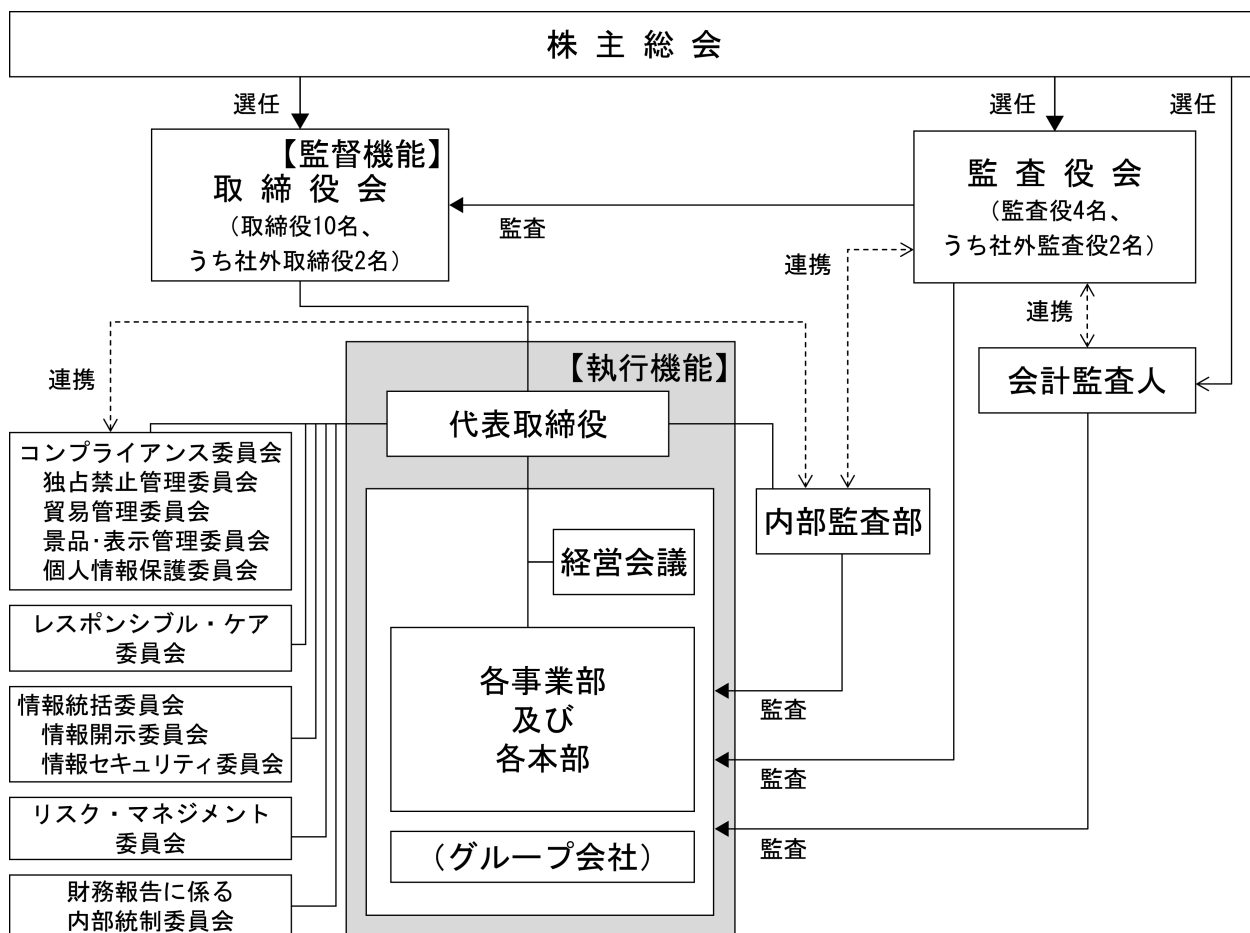 株主総会
選任
選任
選任
【監督機能】
取締役会
(取締役10名、
うち社外取締役2名)
監査役会
(監査役4名、
うち社外監査役2名)
監査
連携
連携
会計監査人
連携
【執行機能】
代表取締役
コンプライアンス委員会
独占禁止管理委員会
貿易管理委員会
景品・表示管理委員会
個人情報保護委員会
内部監査部
経営会議
レスポンシブル・ケア
委員会
各事業部
及び
各本部
情報統括委員会
情報開示委員会
情報セキュリティ委員会
監査
監査
監査
リスク・マネジメント
委員会
(グループ会社)
財務報告に係る
内部統制委員会